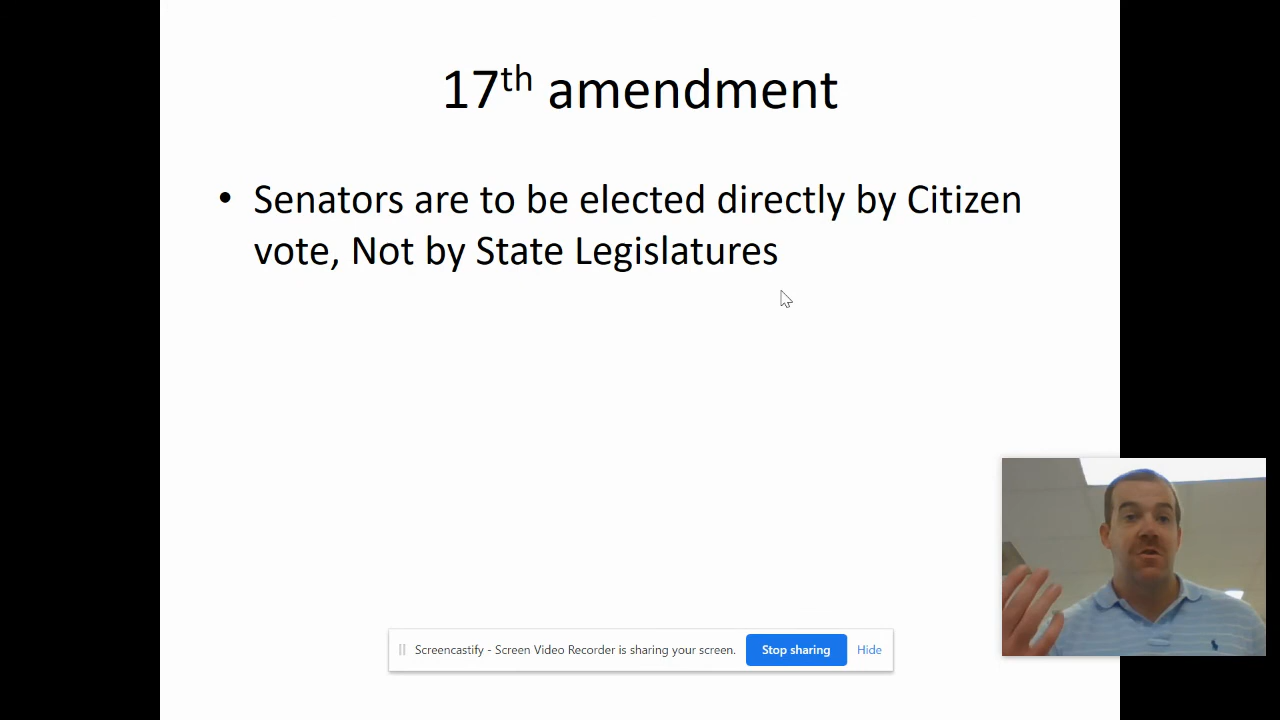 17th amendment
• Senators are to be elected directly by Citizen
vote, Not by State Legislatures
Screencastify - Screen Video Recorder is sharing your screen. Stop sharing Hide